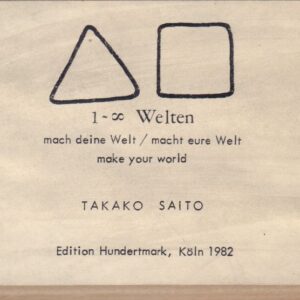 1~∞ Welten
mach deine Welt / macht eure Welt
make your world
TAKAKO SAITO
Edition Hundertmark, Köln 1982